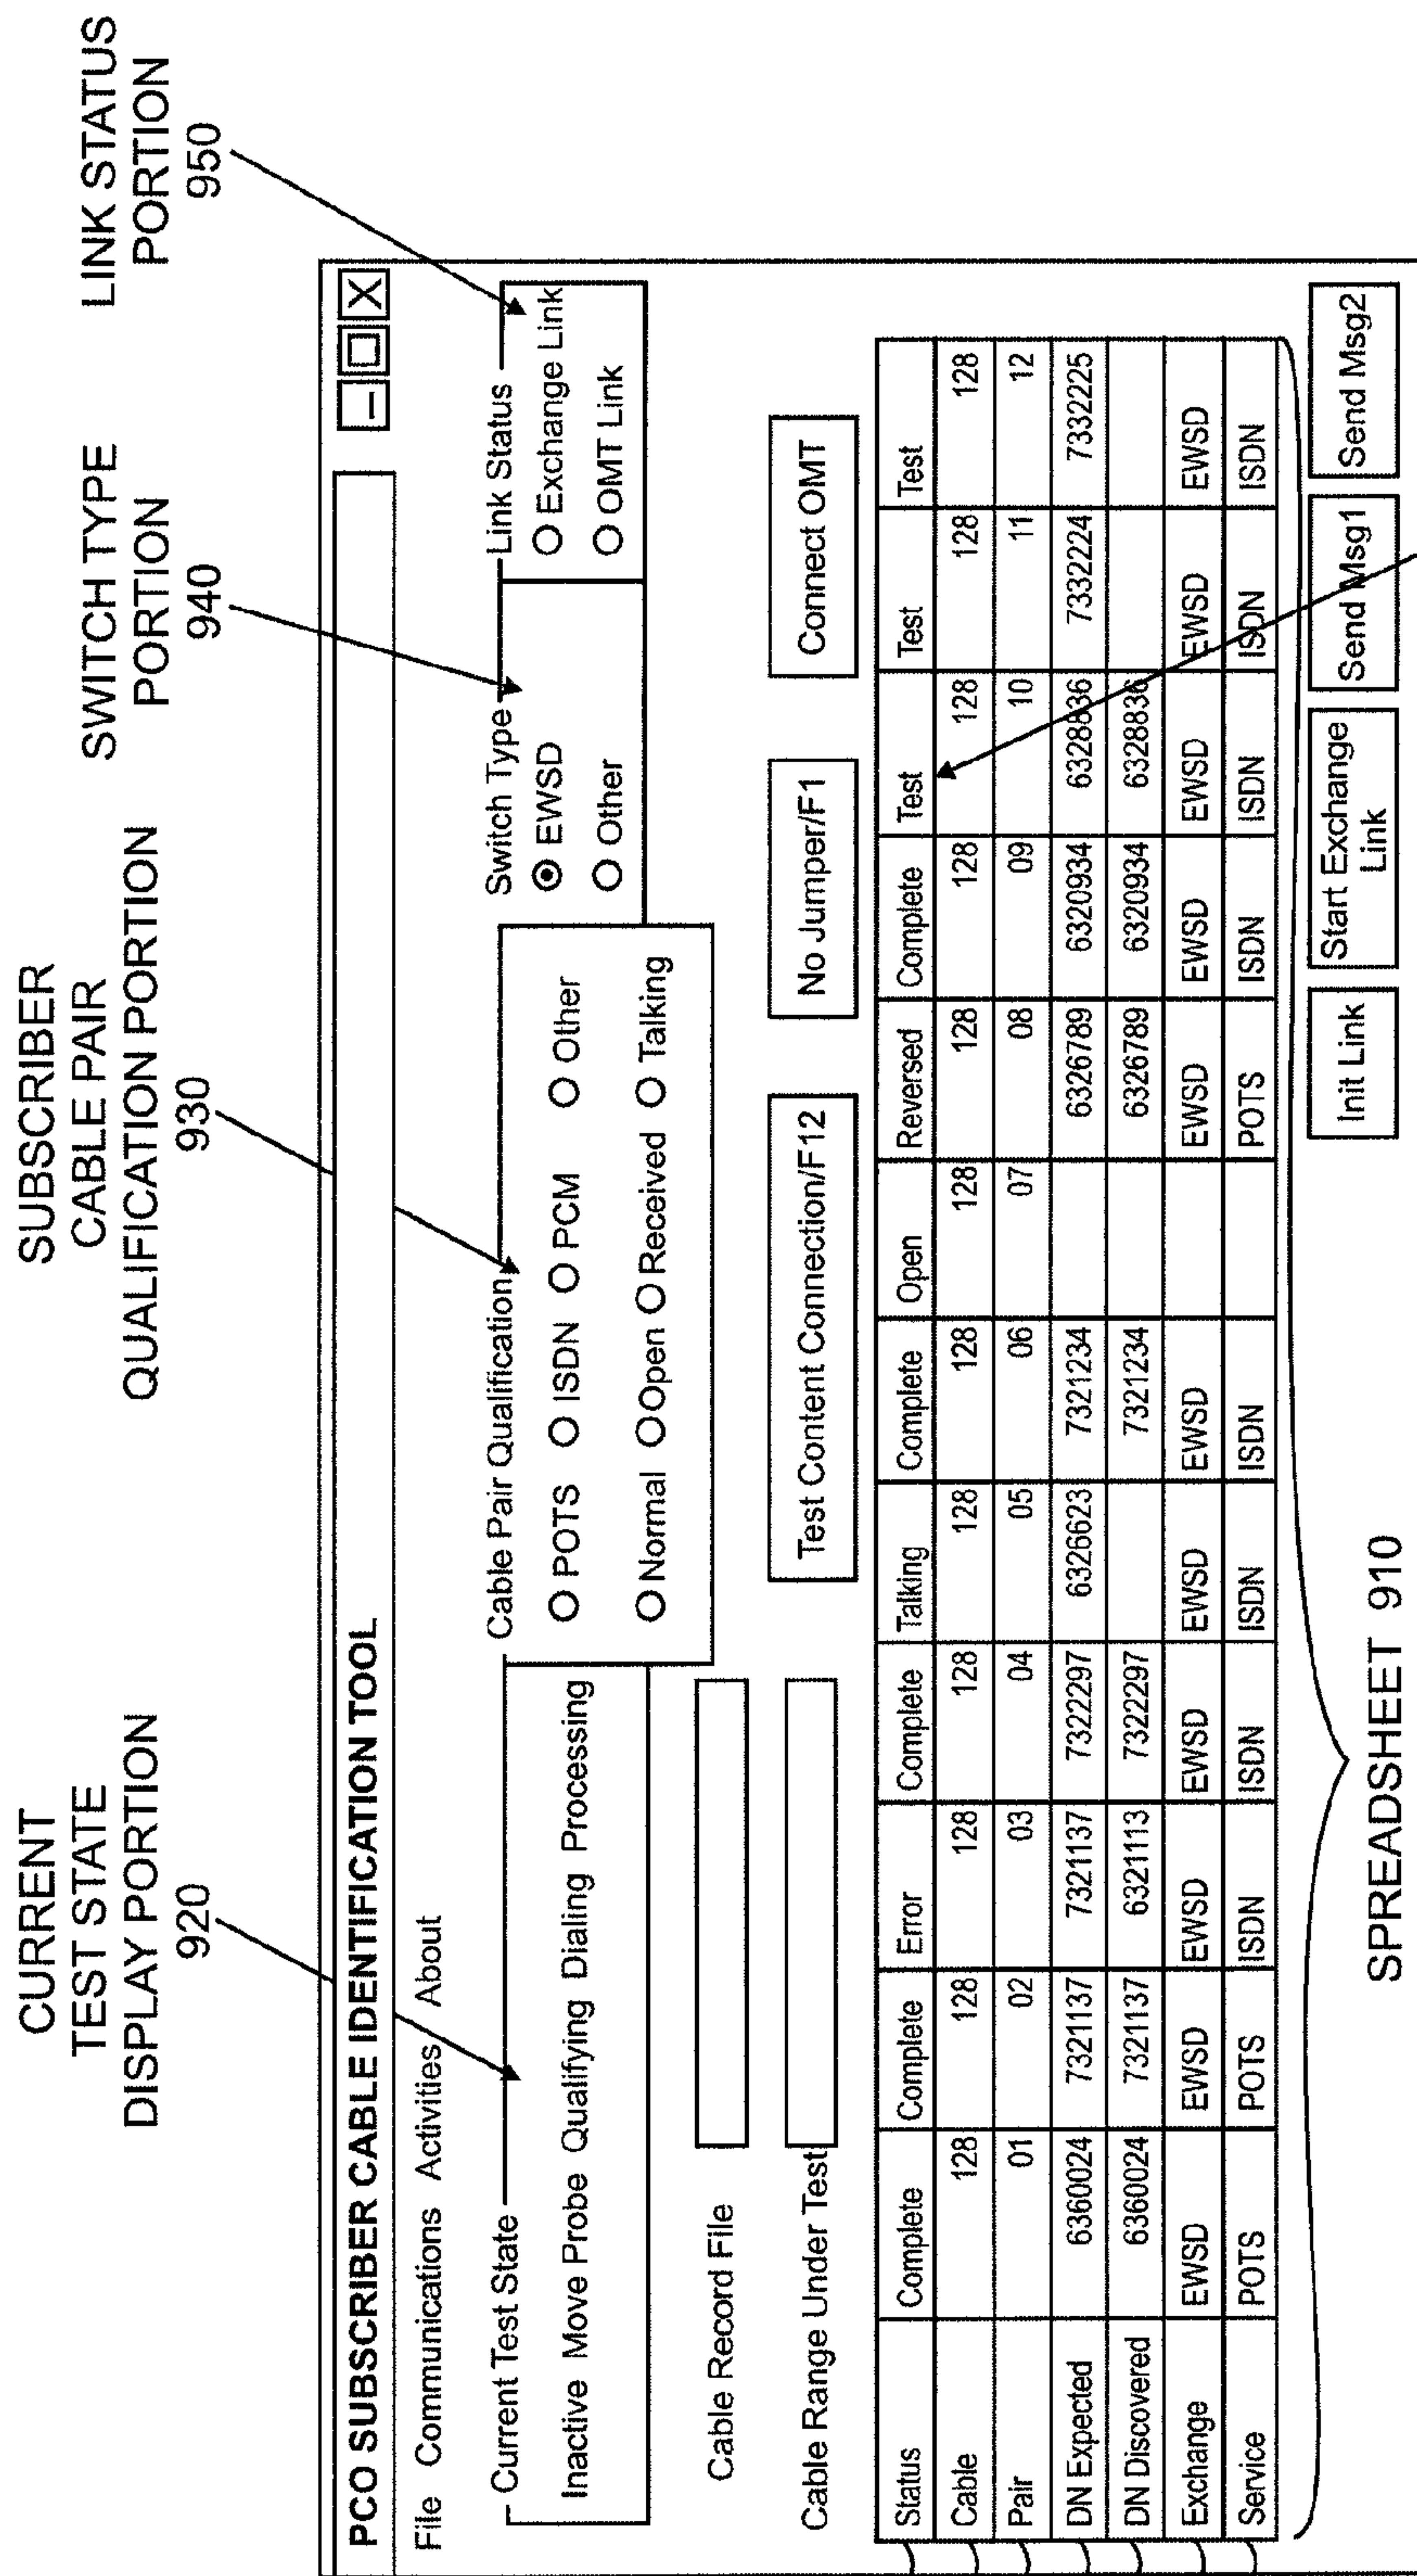 CURRENT
TEST STATE
DISPLAY PORTION
920
SUBSCRIBER
CABLE PAIR
QUALIFICATION PORTION
930
SWITCH TYPE
PORTION
940
LINK STATUS
PORTION
950
PCO SUBSCRIBER CABLE IDENTIFICATION TOOL
File Communications Activities About
Current Test State
Inactive Move Probe Qualifying Dialing Processing
Cable Pair Qualification
POTS ISDN PCM Other
Normal Open Received Talking
Switch Type
EWSD
Other
Link Status
Exchange Link
OMT Link
Cable Record File
Cable Range Under Test
Test Content Connection/F12
No Jumper/F1
Connect OMT
Status Complete Complete Error Complete Talking Complete Open Reversed Complete Test Test Test
Cable 128 128 128 128 128 128 128 128 128 128 128 128
Pair 01 02 03 04 05 06 07 08 09 10 11 12
DN Expected 6360024 7321137 7321137 7322297 6326623 7321234 6326789 6320934 6328836 7332224 7332225
DN Discovered 6360024 7321137 6321113 7322297 7321234 6326789 6320934 6328836
Exchange EWSD EWSD EWSD EWSD EWSD EWSD EWSD EWSD EWSD EWSD EWSD
Service POTS POTS ISDN ISDN ISDN ISDN POTS ISDN ISDN ISDN ISDN
Init Link
Start Exchange
Link
Send Msg1
Send Msg2
SPREADSHEET 910